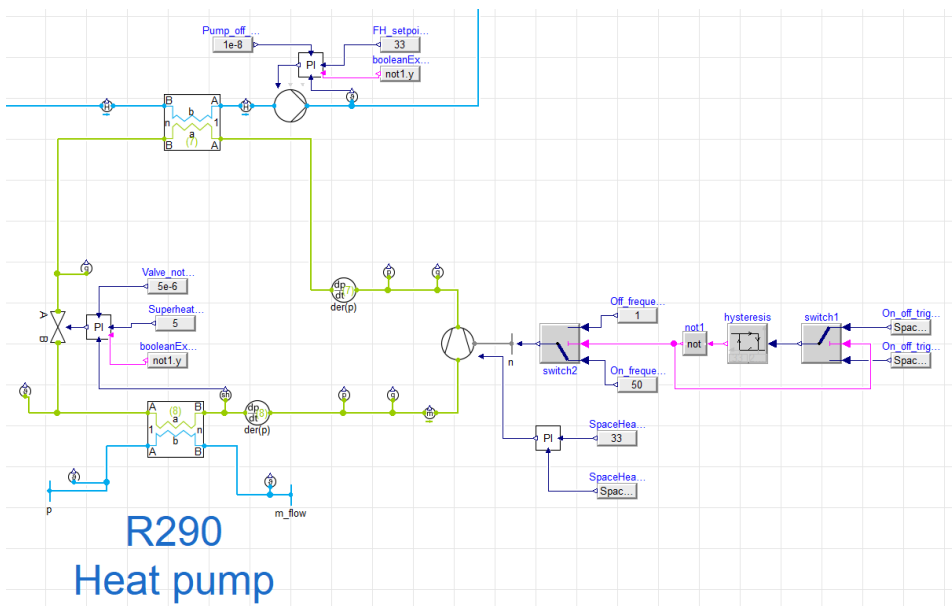 Pump_off_...
1e-8
FH_setpoi...
33
PI
booleanEx...
not1.y
B
A
b
n
1
a
(7)
B
A
Valve_not...
5e-6
Superheat...
5
PI
booleanEx...
not1.y
A
B
dp
dt
(7)
der(p)
p
q
q
Off_freque...
1
not1
not
hysteresis
switch1
On_off_trig...
Spac...
On_off_trig...
Spac...
n
switch2
On_freque...
50
sh
dp
dt
(8)
der(p)
p
q
m
A
B
(8)
a
1
n
b
A
B
PI
SpaceHea...
33
SpaceHea...
Spac...
p
m_flow
R290
Heat pump